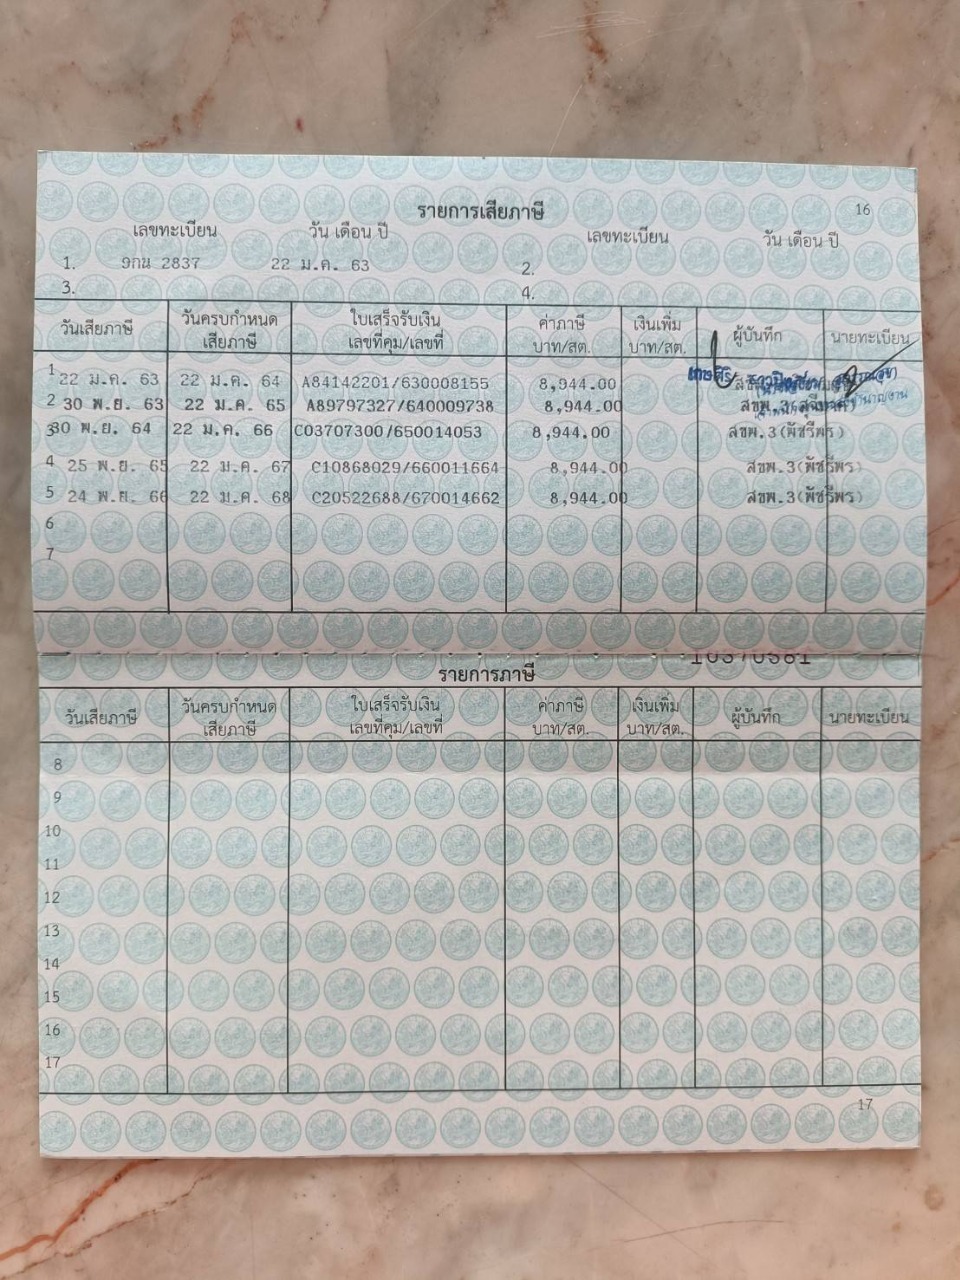 รายการเสียภาษี 16
เลขทะเบียน วัน เดือน ปี เลขทะเบียน วัน เดือน ปี
1. 9กน 2837 22 ม.ค. 63 2.
3. 4.
วันเสียภาษี วันครบกำหนดเสียภาษี ใบเสร็จรับเงิน เลขที่คุม/เลขที่ ค่าภาษี บาท/สต. เงินเพิ่ม บาท/สต. ผู้บันทึก นายทะเบียน
1 22 ม.ค. 63 22 ม.ค. 64 A84142201/630008155 8,944.00
2 30 พ.ย. 63 22 ม.ค. 65 A89797327/640009738 8,944.00 สขพ.3
3 30 พ.ย. 64 22 ม.ค. 66 C03707300/650014053 8,944.00 สขพ.3(พัชรีพร)
4 25 พ.ย. 65 22 ม.ค. 67 C10868029/660011664 8,944.00 สขพ.3(พัชรีพร)
5 24 พ.ย. 66 22 ม.ค. 68 C20522688/670014662 8,944.00 สขพ.3(พัชรีพร)
6
7
รายการภาษี
วันเสียภาษี วันครบกำหนดเสียภาษี ใบเสร็จรับเงิน เลขที่คุม/เลขที่ ค่าภาษี บาท/สต. เงินเพิ่ม บาท/สต. ผู้บันทึก นายทะเบียน
8
9
10
11
12
13
14
15
16
17
17